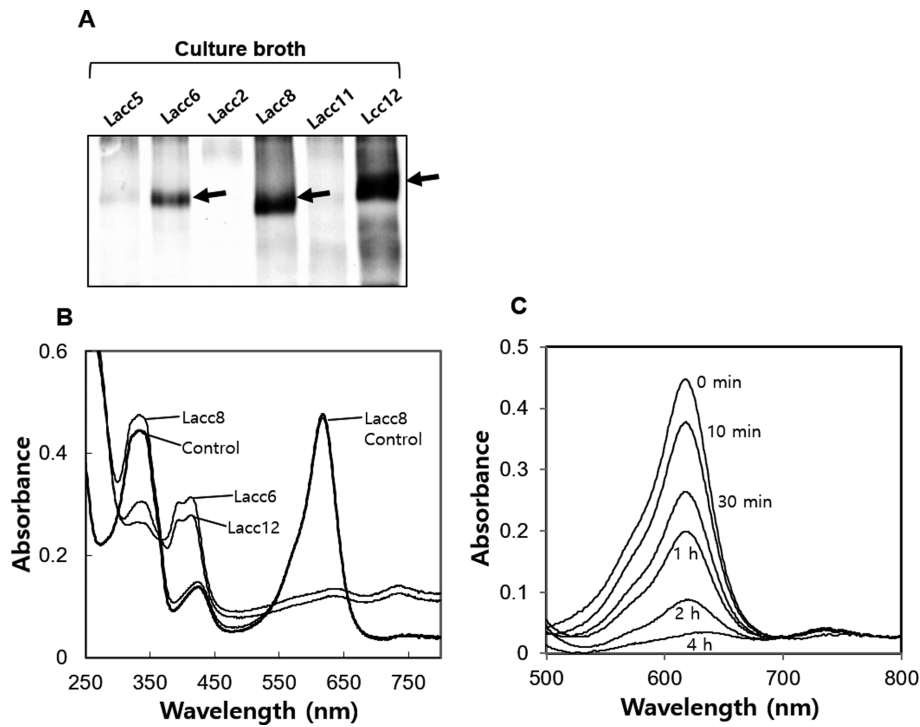 A
Culture broth
Lacc5 Lacc6 Lacc2 Lacc8 Lacc11 Lcc12
B
0.6
0.4
0.2
0
Absorbance
Lacc8
Control
Lacc6
Lacc12
Lacc8
Control
250 350 450 550 650 750
Wavelength (nm)
C
0.5
0.4
0.3
0.2
0.1
0
Absorbance
0 min
10 min
30 min
1 h
2 h
4 h
500 600 700 800
Wavelength (nm)